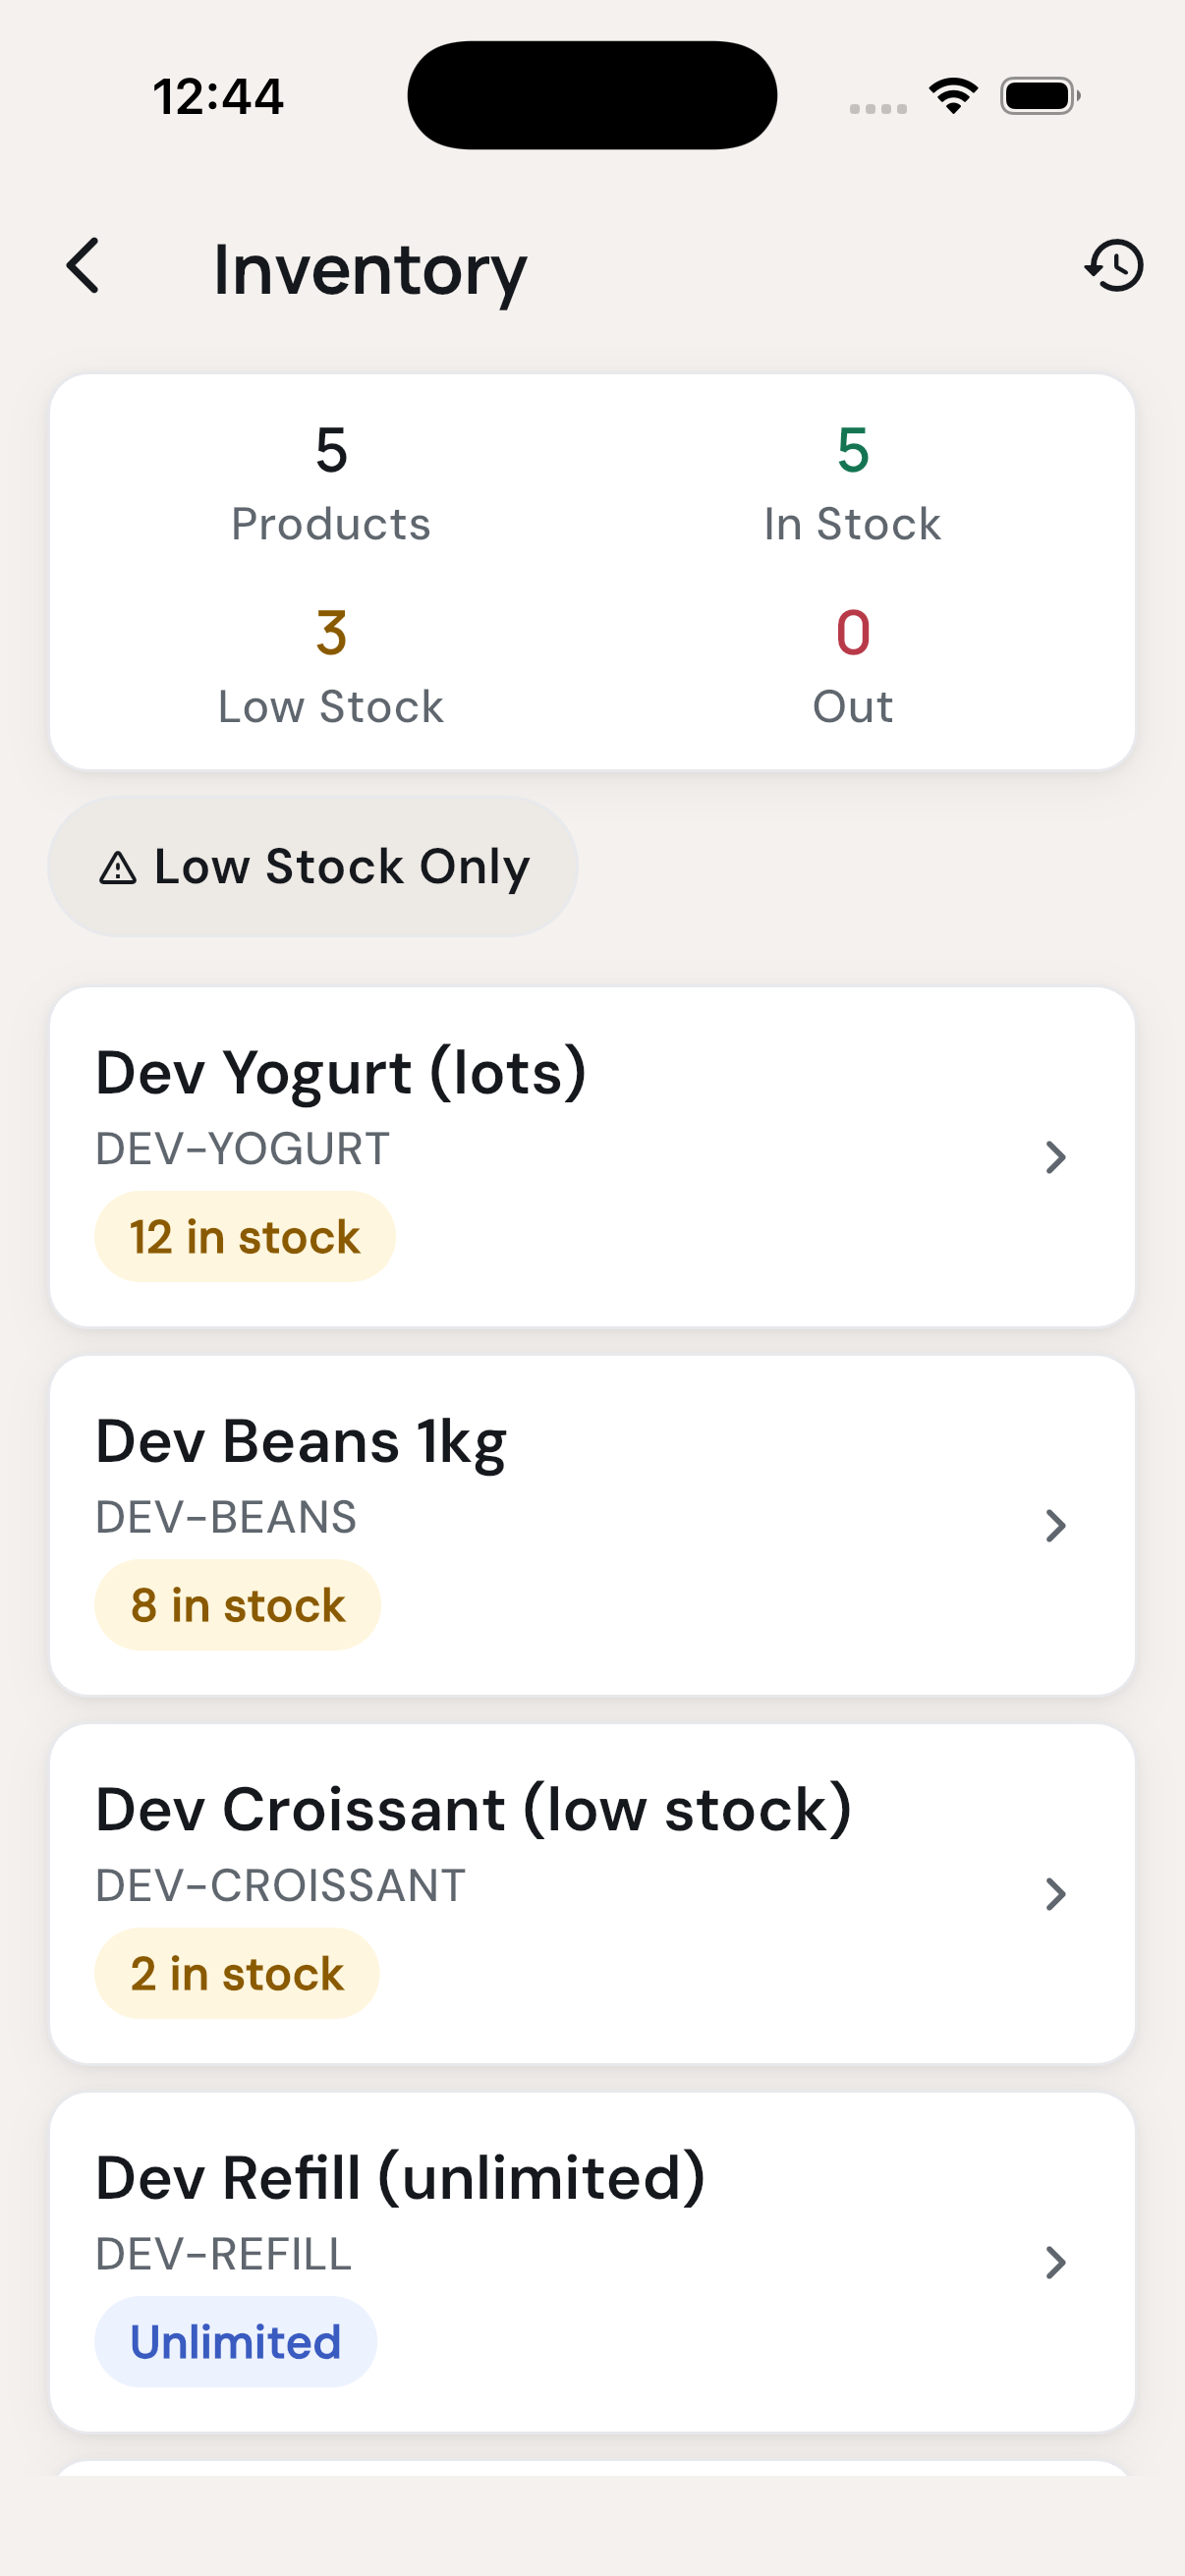 12:44
Inventory
5
Products
5
In Stock
3
Low Stock
0
Out
Low Stock Only
Dev Yogurt (lots)
DEV-YOGURT
12 in stock
Dev Beans 1kg
DEV-BEANS
8 in stock
Dev Croissant (low stock)
DEV-CROISSANT
2 in stock
Dev Refill (unlimited)
DEV-REFILL
Unlimited